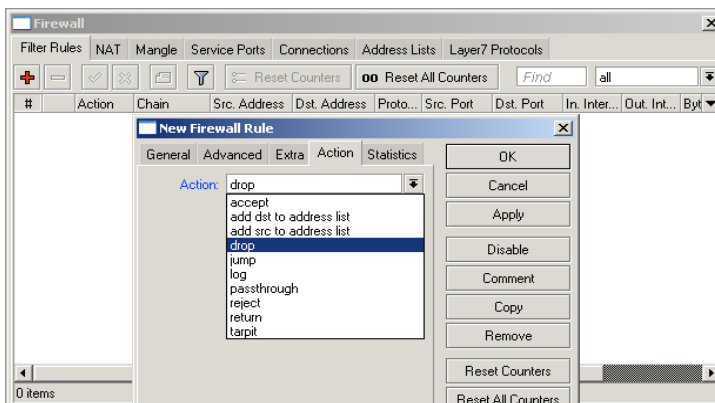 Firewall
Filter Rules NAT Mangle Service Ports Connections Address Lists Layer7 Protocols
Reset Counters 00 Reset All Counters Find all
# Action Chain Src. Address Dst. Address Proto... Src. Port Dst. Port In. Inter... Out. Int... Byt
New Firewall Rule
General Advanced Extra Action Statistics
Action: drop
accept
add dst to address list
add src to address list
drop
jump
log
passthrough
reject
return
tarpit
OK
Cancel
Apply
Disable
Comment
Copy
Remove
Reset Counters
Reset All Counters
0 items